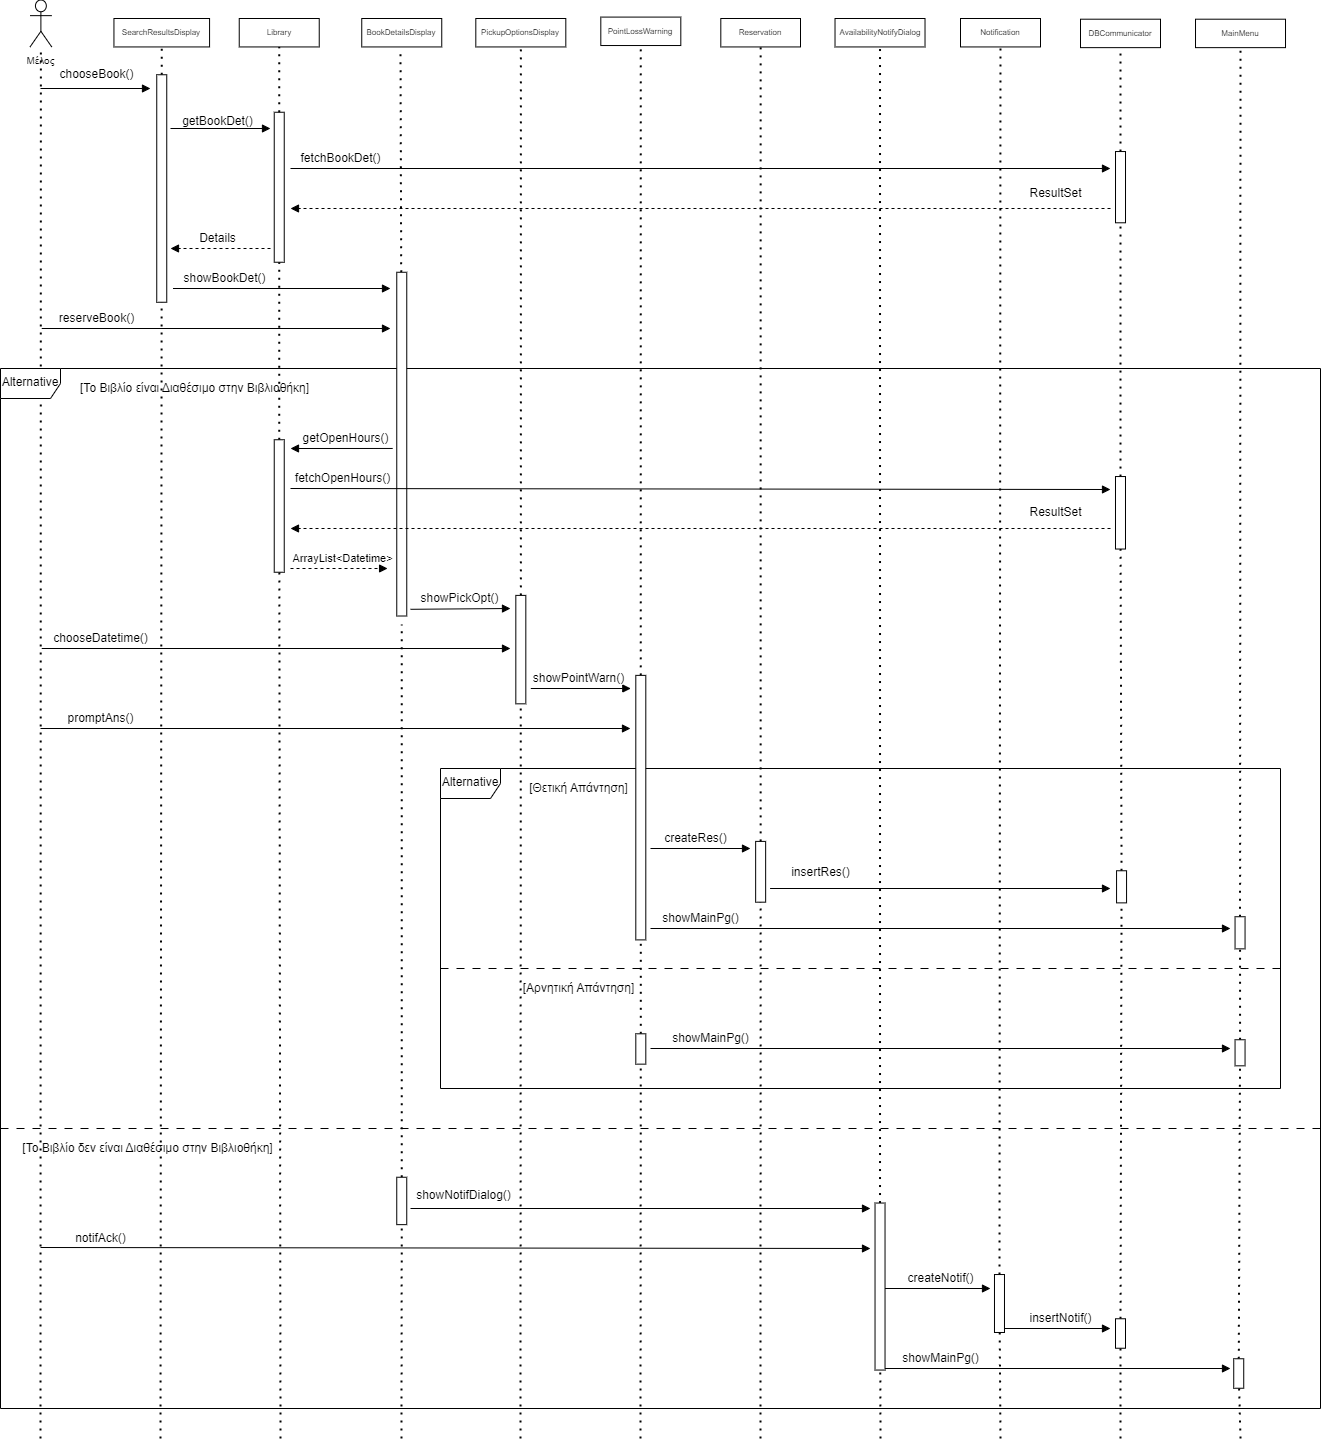 SearchResultsDisplay
Library
BookDetailsDisplay
PickupOptionsDisplay
PointLossWarning
Reservation
AvailabilityNotifyDialog
Notification
DBCommunicator
MainMenu
Μέλος
chooseBook()
getBookDet()
fetchBookDet()
ResultSet
Details
showBookDet()
reserveBook()
Alternative
[Το Βιβλίο είναι Διαθέσιμο στην Βιβλιοθήκη]
getOpenHours()
fetchOpenHours()
ResultSet
ArrayList<Datetime>
showPickOpt()
chooseDatetime()
showPointWarn()
promptAns()
Alternative
[Θετική Απάντηση]
createRes()
insertRes()
showMainPg()
[Αρνητική Απάντηση]
showMainPg()
[Το Βιβλίο δεν είναι Διαθέσιμο στην Βιβλιοθήκη]
showNotifDialog()
notifAck()
createNotif()
insertNotif()
showMainPg()